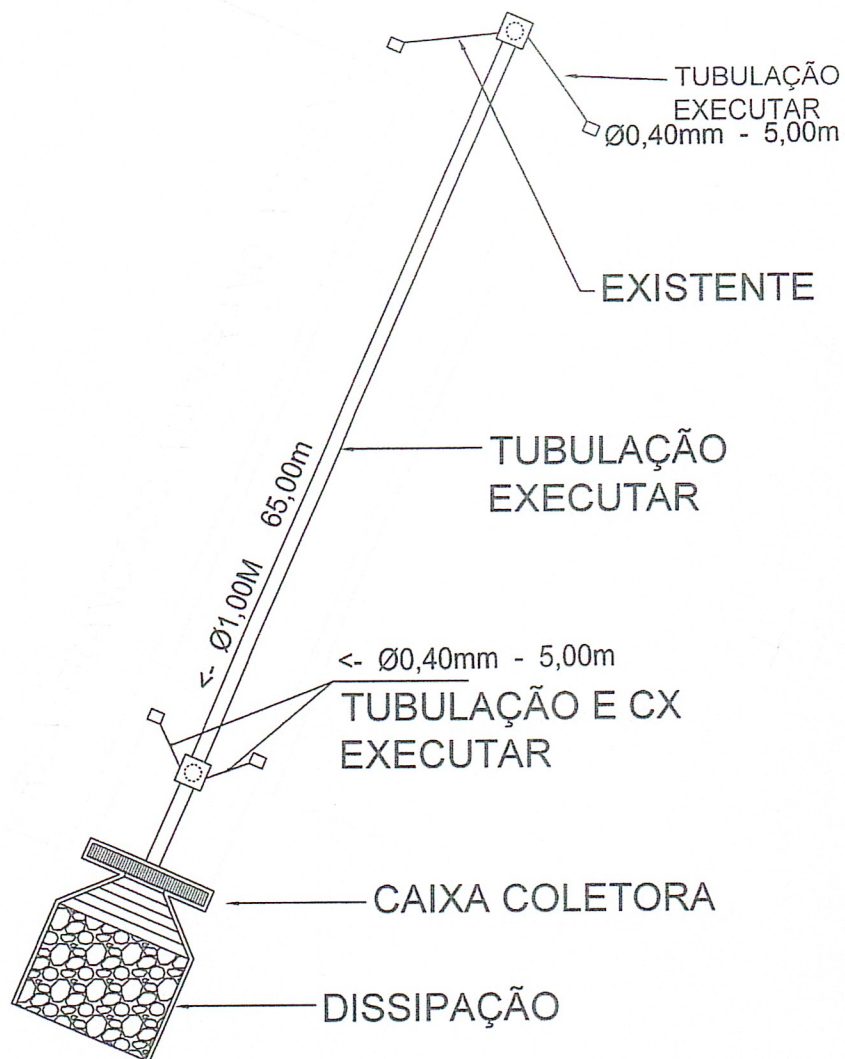 TUBULAÇÃO
EXECUTAR
Ø0,40mm - 5,00m
EXISTENTE
TUBULAÇÃO
EXECUTAR
<- Ø1,00M 65,00m
<- Ø0,40mm - 5,00m
TUBULAÇÃO E CX
EXECUTAR
CAIXA COLETORA
DISSIPAÇÃO